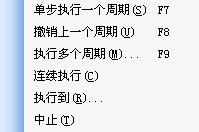 单步执行一个周期(S) F7
撤销上一个周期(U) F8
执行多个周期(M)... F9
连续执行(C)
执行到(R)...
中止(T)